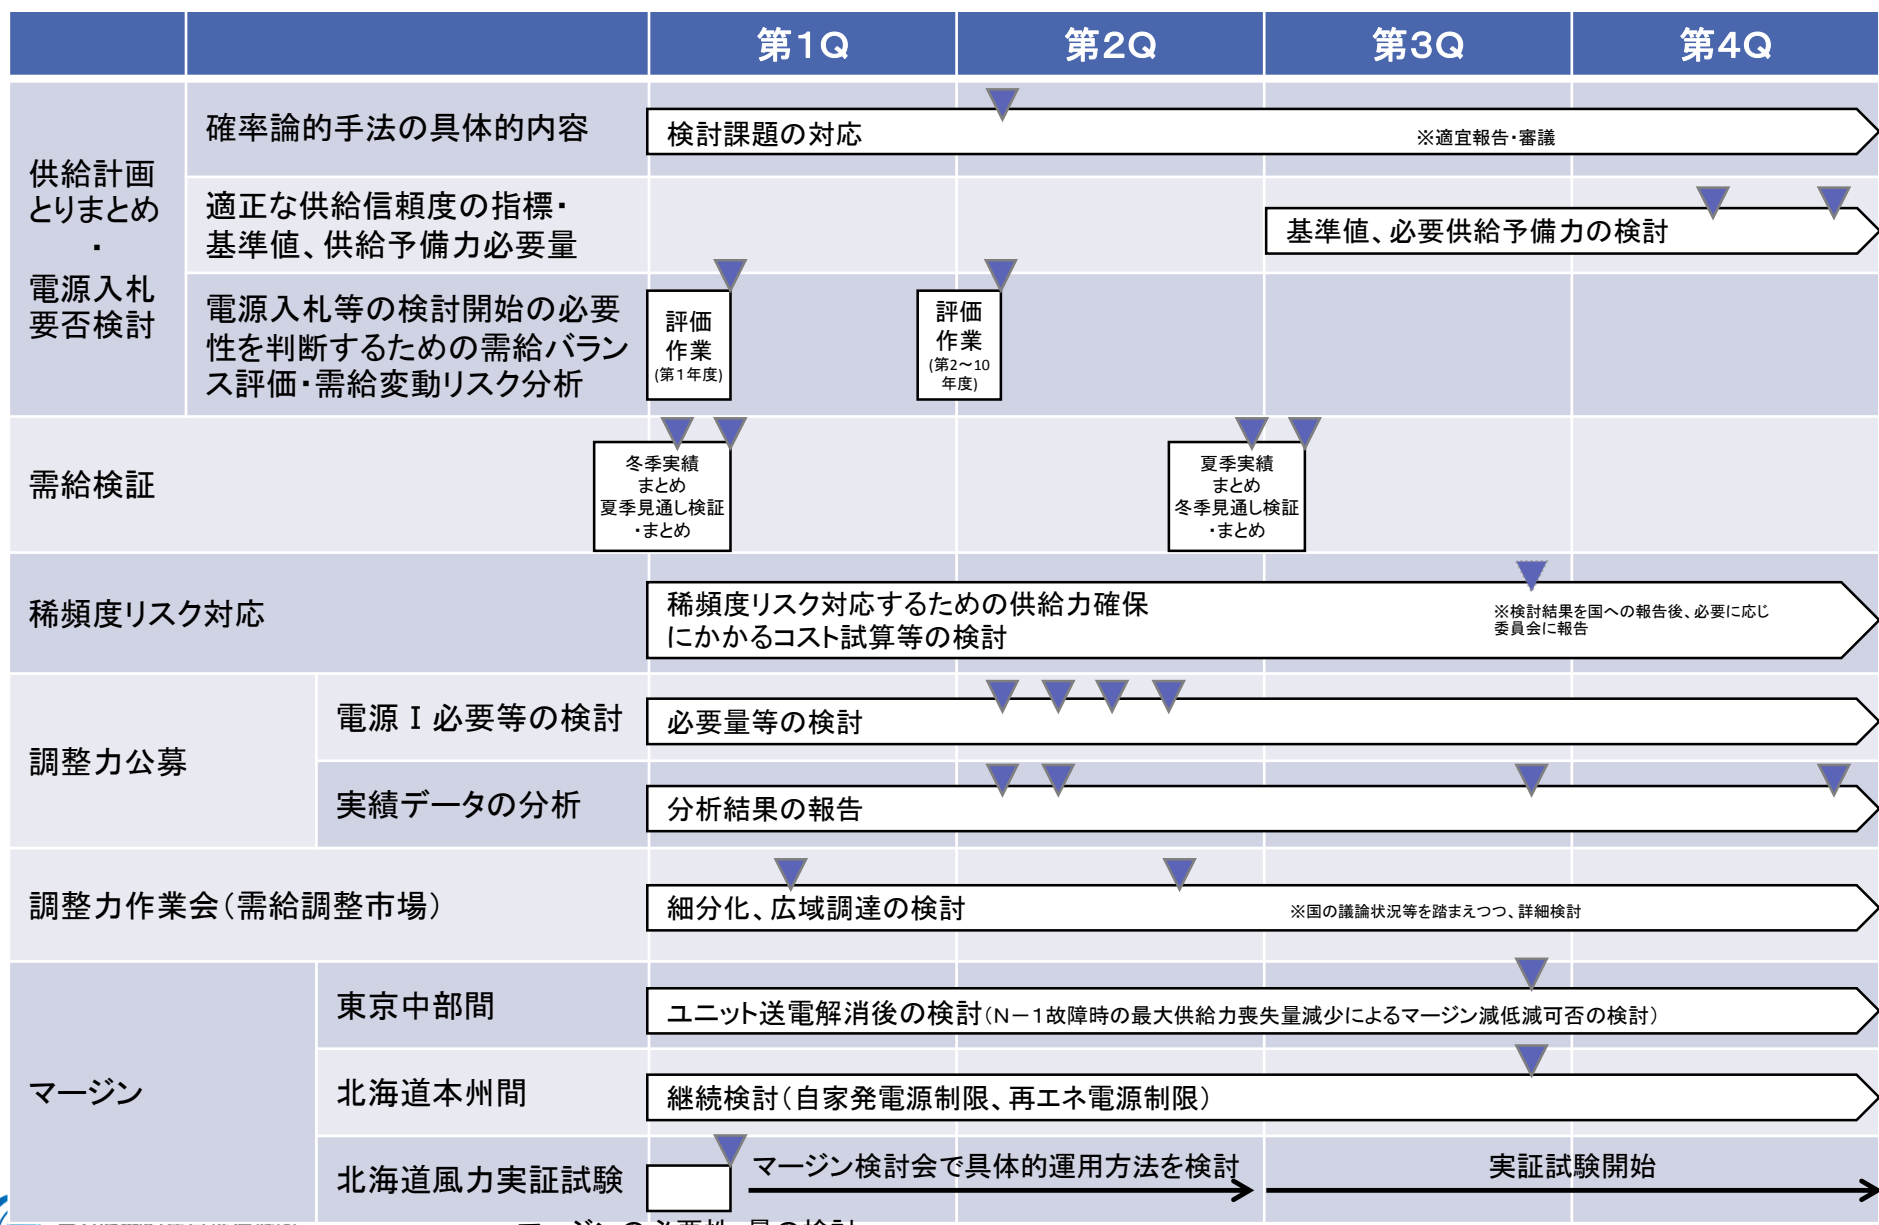 第1Q 第2Q 第3Q 第4Q
供給計画
とりまとめ
・
電源入札
要否検討
確率論的手法の具体的内容
検討課題の対応
※適宜報告・審議
適正な供給信頼度の指標・
基準値、供給予備力必要量
基準値、必要供給予備力の検討
電源入札等の検討開始の必要
性を判断するための需給バラン
ス評価・需給変動リスク分析
評価
作業
(第1年度)
評価
作業
(第2～10
年度)
需給検証
冬季実績
まとめ
夏季見通し検証
・まとめ
夏季実績
まとめ
冬季見通し検証
・まとめ
稀頻度リスク対応
稀頻度リスク対応するための供給力確保
にかかるコスト試算等の検討
※検討結果を国への報告後、必要に応じ
委員会に報告
調整力公募
電源Ⅰ必要等の検討
必要量等の検討
実績データの分析
分析結果の報告
調整力作業会（需給調整市場）
細分化、広域調達の検討
※国の議論状況等を踏まえつつ、詳細検討
マージン
東京中部間
ユニット送電解消後の検討（N－1故障時の最大供給力喪失量減少によるマージン減低減可否の検討）
北海道本州間
継続検討（自家発電源制限、再エネ電源制限）
北海道風力実証試験
マージン検討会で具体的運用方法を検討
実証試験開始
マージンの必要性・量の検討